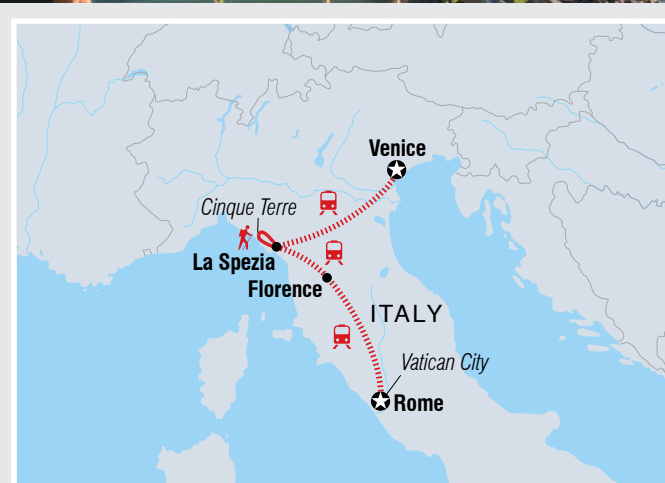 Venice
Cinque Terre
La Spezia
Florence
ITALY
Vatican City
Rome